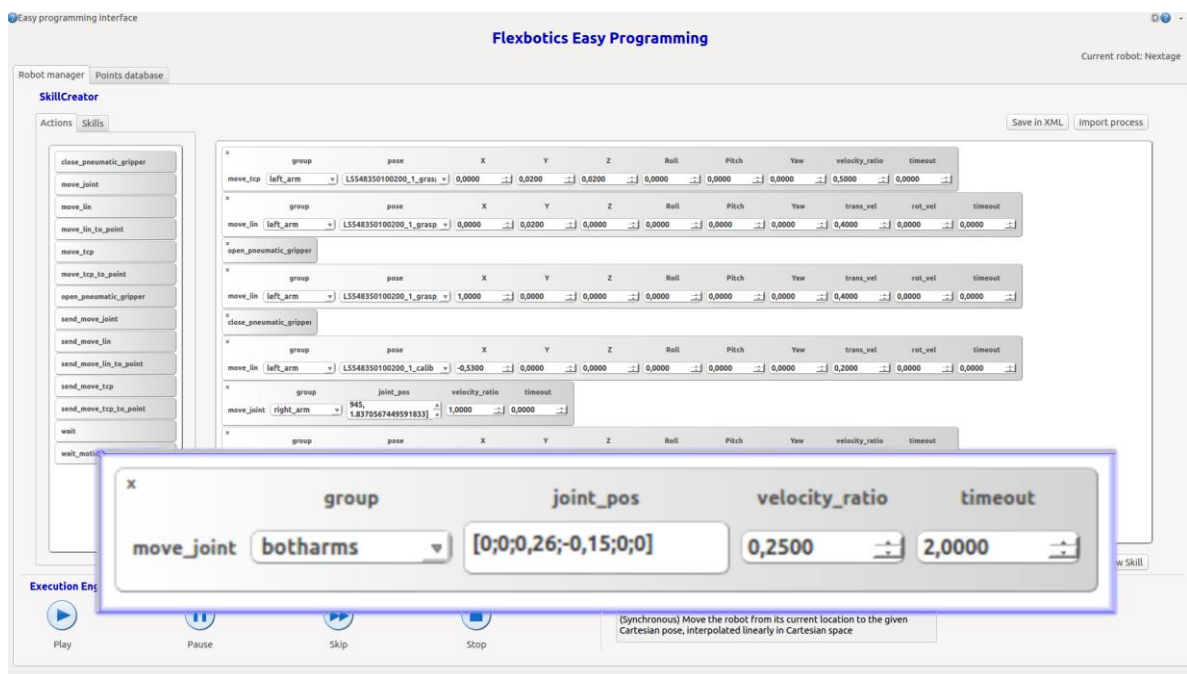 Easy programming interface
Flexbotics Easy Programming
Current robot: Nextage
Robot manager Points database
SkillCreator
Actions Skills
Save in XML Import process
close_pneumatic_gripper
move_joint
move_lin
move_lin_to_point
move_tcp
move_tcp_to_point
open_pneumatic_gripper
send_move_joint
send_move_lin
send_move_lin_to_point
send_move_tcp
send_move_tcp_to_point
wait
x
group pose X Y Z Roll Pitch Yaw velocity_ratio timeout
move_tcp left_arm L5548350100200_1_grasp 0,0000 0,0200 0,0200 0,0000 0,0000 0,0000 0,5000 0,0000
x
group pose X Y Z Roll Pitch Yaw trans_vel rot_vel timeout
move_lin left_arm L5548350100200_1_grasp 0,0000 0,0200 0,0000 0,0000 0,0000 0,0000 0,4000 0,0000 0,0000
x
open_pneumatic_gripper
x
group pose X Y Z Roll Pitch Yaw trans_vel rot_vel timeout
move_lin left_arm L5548350100200_1_grasp 1,0000 0,0000 0,0000 0,0000 0,0000 0,0000 0,4000 0,0000 0,0000
x
close_pneumatic_gripper
x
group pose X Y Z Roll Pitch Yaw trans_vel rot_vel timeout
move_lin left_arm L5548350100200_1_calib -0,5300 0,0000 0,0000 0,0000 0,0000 0,0000 0,2000 0,0000 0,0000
x
group joint_pos velocity_ratio timeout
move_joint right_arm 945, 1,0000 0,0000
1.8370567449591833]
x
group pose X Y Z Roll Pitch Yaw velocity_ratio timeout
x
group joint_pos velocity_ratio timeout
move_joint botharms [0;0;0,26;-0,15;0;0] 0,2500 2,0000
Skill
Execution
Play Pause Skip Stop
(Synchronous) Move the robot from its current location to the given
Cartesian pose, interpolated linearly in Cartesian space